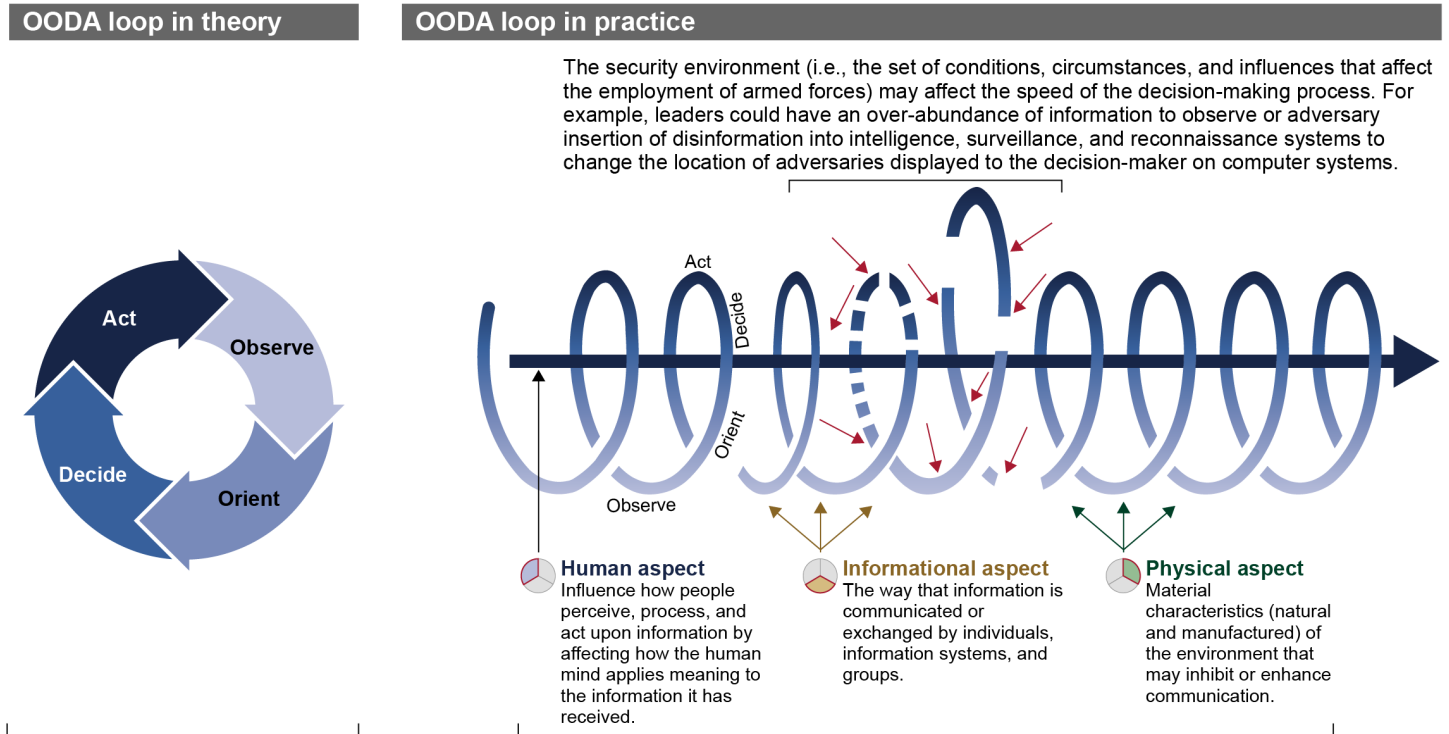 OODA loop in theory
Act
Observe
Orient
Decide
OODA loop in practice
The security environment (i.e., the set of conditions, circumstances, and influences that affect
the employment of armed forces) may affect the speed of the decision-making process. For
example, leaders could have an over-abundance of information to observe or adversary
insertion of disinformation into intelligence, surveillance, and reconnaissance systems to
change the location of adversaries displayed to the decision-maker on computer systems.
Act
Decide
Orient
Observe
Human aspect
Influence how people
perceive, process, and
act upon information by
affecting how the human
mind applies meaning to
the information it has
received.
Informational aspect
The way that information is
communicated or
exchanged by individuals,
information systems, and
groups.
Physical aspect
Material
characteristics (natural
and manufactured) of
the environment that
may inhibit or enhance
communication.